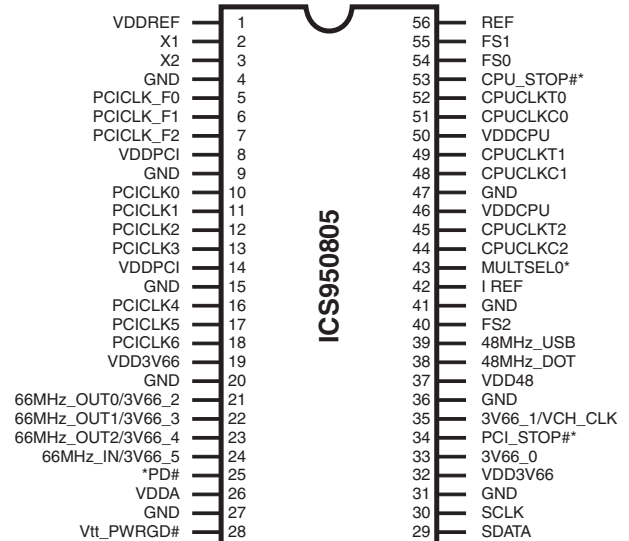 VDDREF 1 56 REF
X1 2 55 FS1
X2 3 54 FS0
GND 4 53 CPU_STOP#*
PCICLK_F0 5 52 CPUCLKT0
PCICLK_F1 6 51 CPUCLKC0
PCICLK_F2 7 50 VDDCPU
VDDPCI 8 49 CPUCLKT1
GND 9 48 CPUCLKC1
PCICLK0 10 47 GND
PCICLK1 11 46 VDDCPU
PCICLK2 12 45 CPUCLKT2
PCICLK3 13 44 CPUCLKC2
VDDPCI 14 43 MULTSEL0*
GND 15 42 I REF
PCICLK4 16 41 GND
PCICLK5 17 40 FS2
PCICLK6 18 39 48MHz_USB
VDD3V66 19 38 48MHz_DOT
GND 20 37 VDD48
66MHz_OUT0/3V66_2 21 36 GND
66MHz_OUT1/3V66_3 22 35 3V66_1/VCH_CLK
66MHz_OUT2/3V66_4 23 34 PCI_STOP#*
66MHz_IN/3V66_5 24 33 3V66_0
*PD# 25 32 VDD3V66
VDDA 26 31 GND
GND 27 30 SCLK
Vtt_PWRGD# 28 29 SDATA
ICS950805